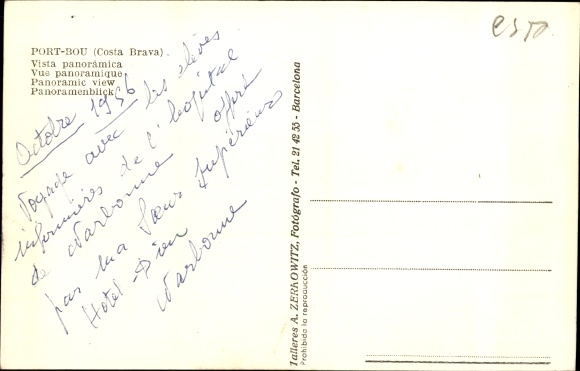 PORT-BOU (Costa Brava).
Vista panorámica
Vue panoramique
Panoramic view
Panoramenblick
Octobre 1956
Voyage avec les élèves
infirmières de l'hôpital
de Narbonne offert
par ma Sœur Supérieure
Hotel-Dieu
Narbonne
Talleres A. ZERKOWITZ, Fotógrafo - Tel. 21 42 55 - Barcelona
Prohibida la reproducción